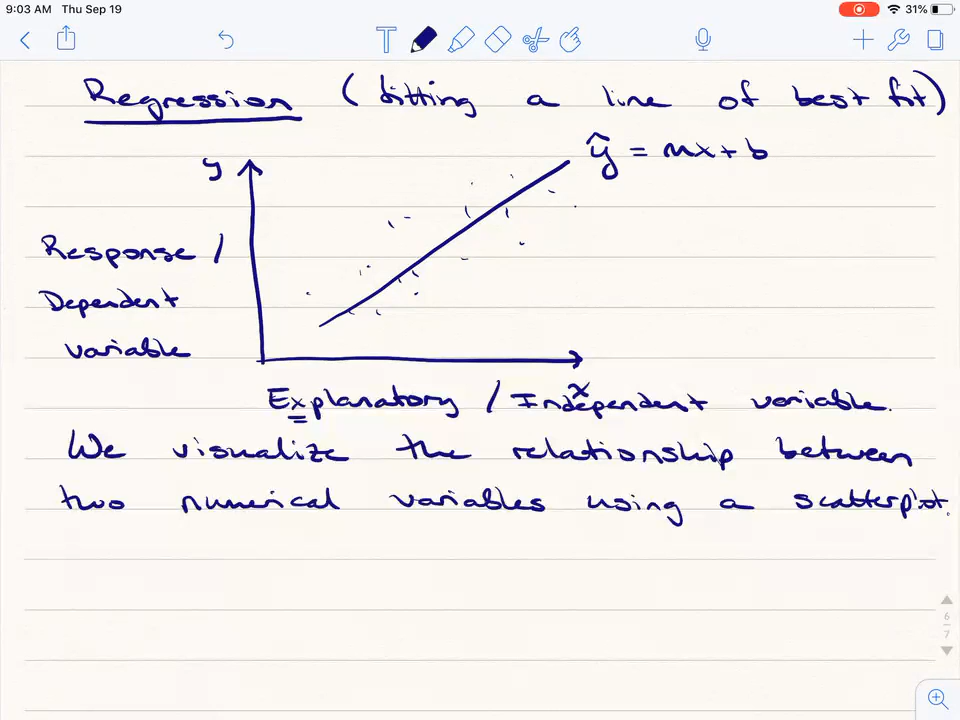 9:03 AM Thu Sep 19
31%
T
Regression (fitting a line of best fit)
ŷ = mx+b
y
Response /
Dependent
variable
x
Explanatory / Independent variable.
We visualize the relationship between
two numerical variables using a scatterplot.
6
7